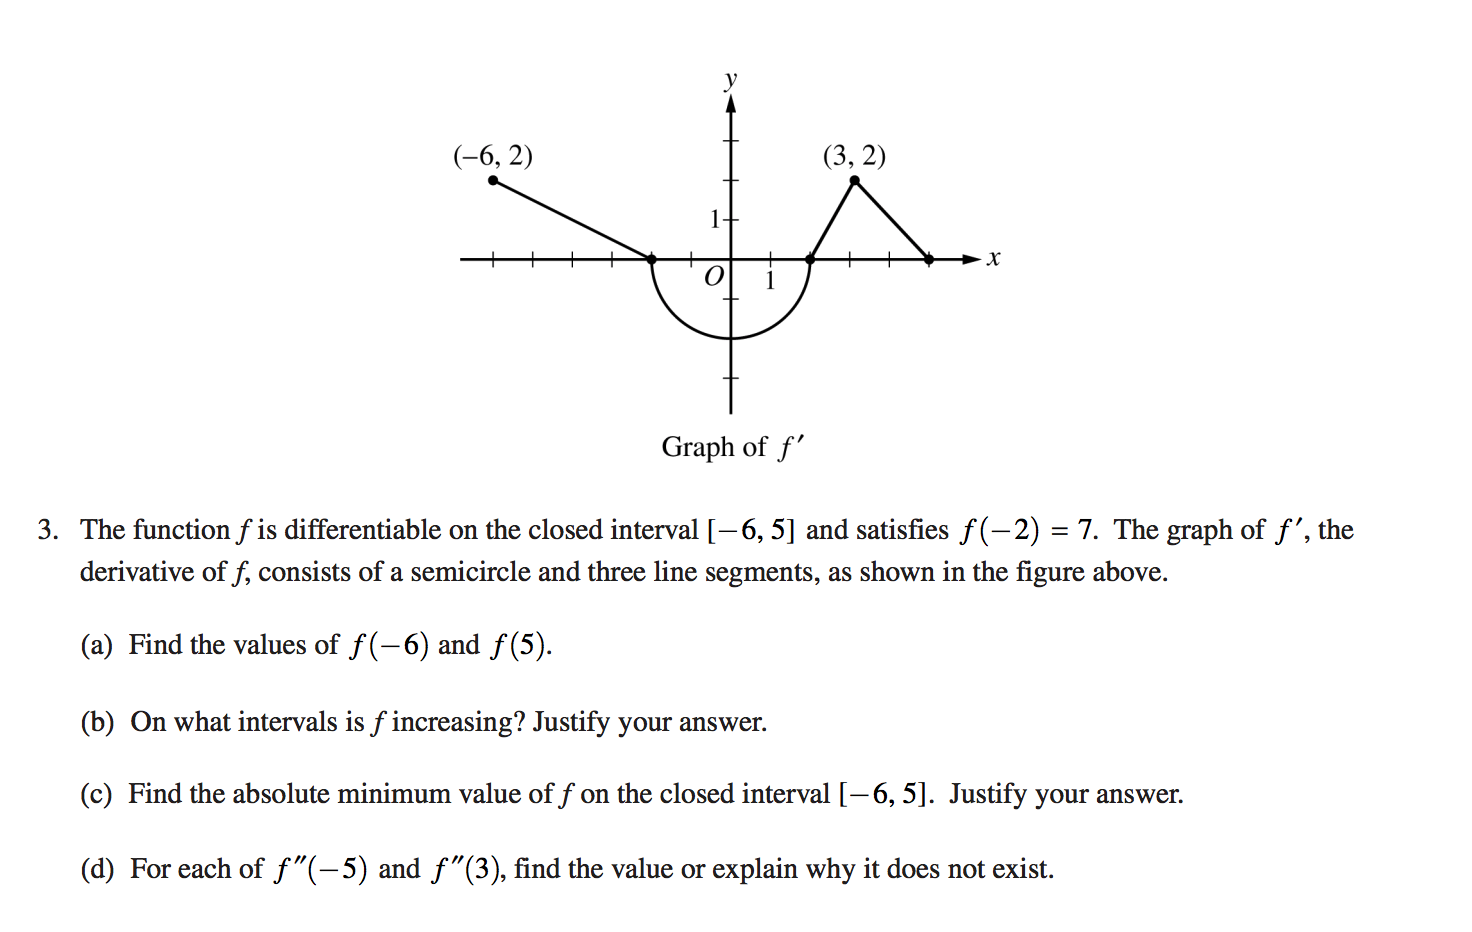 y
(−6, 2)
(3, 2)
1
x
O
1
Graph of f′
3. The function f is differentiable on the closed interval [−6, 5] and satisfies f(−2) = 7. The graph of f′, the
derivative of f, consists of a semicircle and three line segments, as shown in the figure above.
(a) Find the values of f(−6) and f(5).
(b) On what intervals is f increasing? Justify your answer.
(c) Find the absolute minimum value of f on the closed interval [−6, 5]. Justify your answer.
(d) For each of f″(−5) and f″(3), find the value or explain why it does not exist.